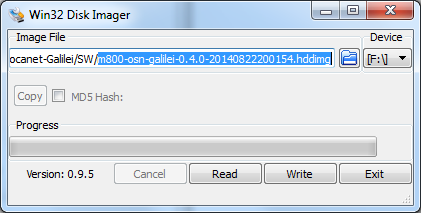 Win32 Disk Imager
Image File
Device
ocanet-Galilei/SW/m800-osn-galilei-0.4.0-20140822200154.hddimg
[F:\]
Copy
MD5 Hash:
Progress
Version: 0.9.5
Cancel
Read
Write
Exit